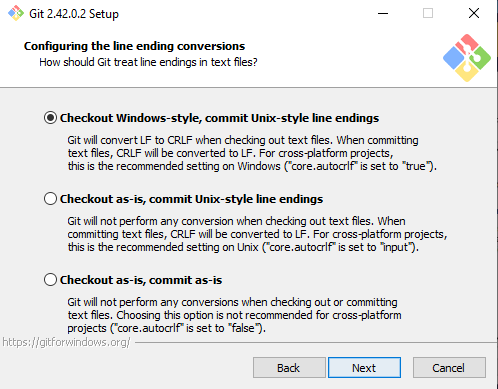 Git 2.42.0.2 Setup
Configuring the line ending conversions
How should Git treat line endings in text files?
Checkout Windows-style, commit Unix-style line endings
Git will convert LF to CRLF when checking out text files. When committing
text files, CRLF will be converted to LF. For cross-platform projects,
this is the recommended setting on Windows ("core.autocrlf" is set to "true").
Checkout as-is, commit Unix-style line endings
Git will not perform any conversion when checking out text files. When
committing text files, CRLF will be converted to LF. For cross-platform projects,
this is the recommended setting on Unix ("core.autocrlf" is set to "input").
Checkout as-is, commit as-is
Git will not perform any conversions when checking out or committing
text files. Choosing this option is not recommended for cross-platform
projects ("core.autocrlf" is set to "false").
https://gitforwindows.org/
Back
Next
Cancel